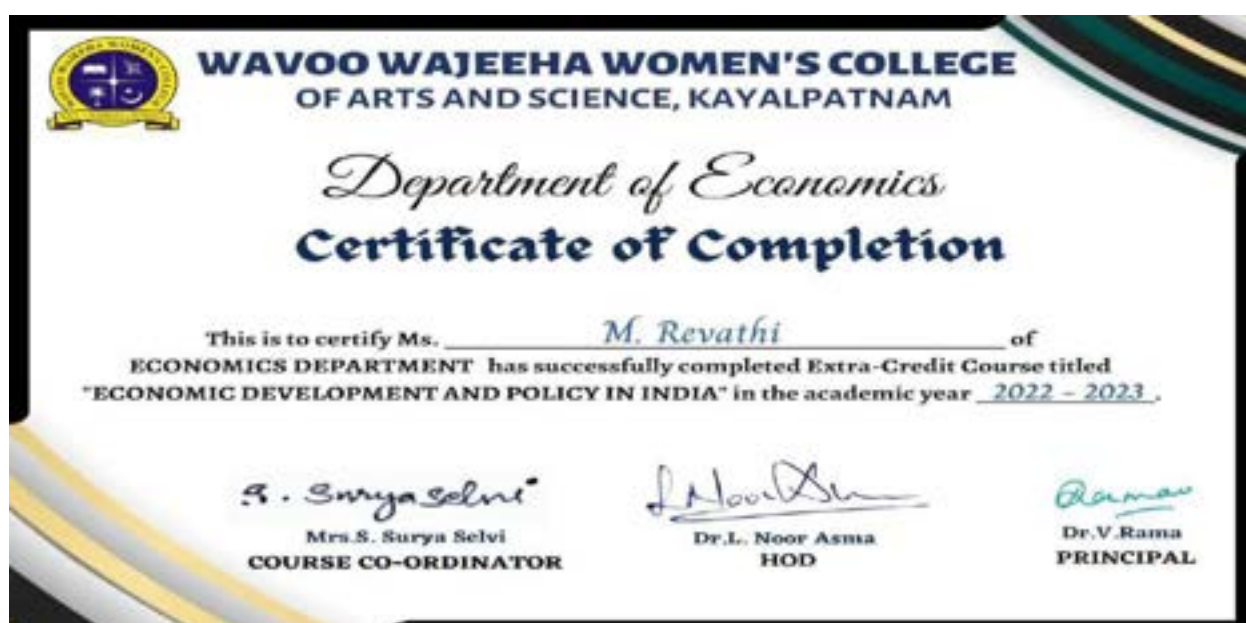 WAVOO WAJEEHA WOMEN'S COLLEGE
OF ARTS AND SCIENCE, KAYALPATNAM
Department of Economics
Certificate of Completion
This is to certify Ms. M. Revathi of
ECONOMICS DEPARTMENT has successfully completed Extra-Credit Course titled
"ECONOMIC DEVELOPMENT AND POLICY IN INDIA" in the academic year 2022 - 2023.
S. Surya Selvi
Mrs.S. Surya Selvi
COURSE CO-ORDINATOR
L Noor
Dr.L. Noor Asma
HOD
Rama
Dr.V.Rama
PRINCIPAL